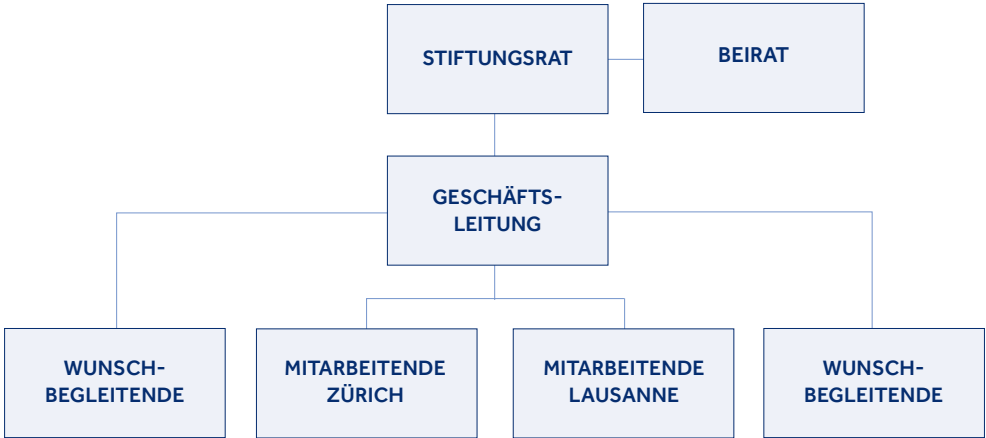 STIFTUNGSRAT
BEIRAT
GESCHÄFTS-
LEITUNG
WUNSCH-
BEGLEITENDE
MITARBEITENDE
ZÜRICH
MITARBEITENDE
LAUSANNE
WUNSCH-
BEGLEITENDE